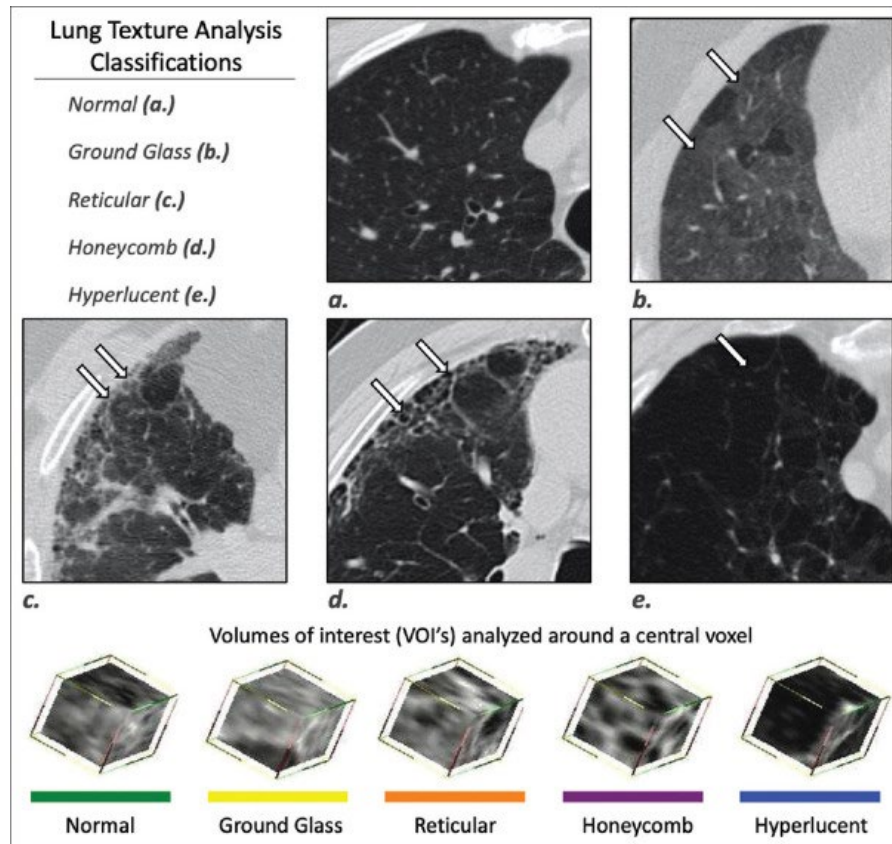 Lung Texture Analysis
Classifications
Normal (a.)
Ground Glass (b.)
Reticular (c.)
Honeycomb (d.)
Hyperlucent (e.)
a.
b.
c.
d.
e.
Volumes of interest (VOI's) analyzed around a central voxel
Normal
Ground Glass
Reticular
Honeycomb
Hyperlucent